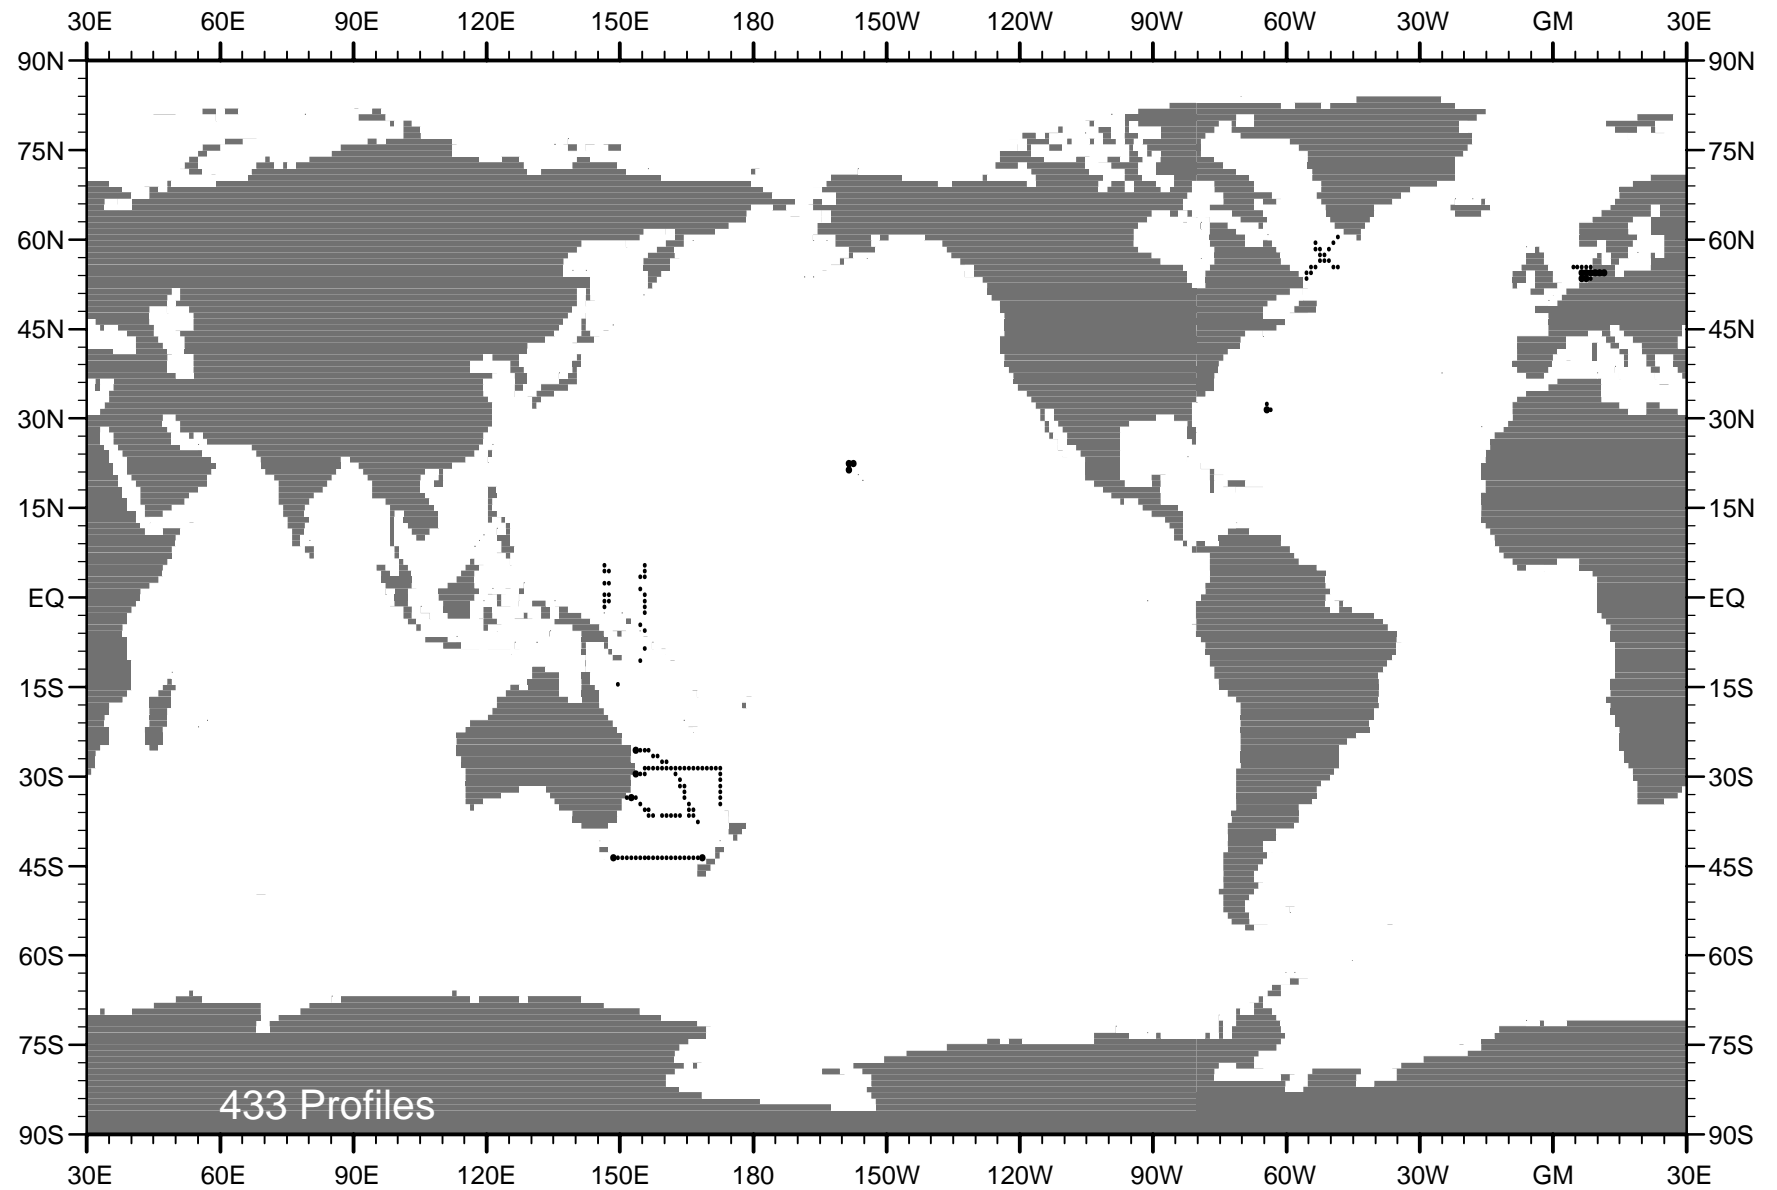 30E 60E 90E 120E 150E 180 150W 120W 90W 60W 30W GM 30E
90N 90N
75N 75N
60N 60N
45N 45N
30N 30N
15N 15N
EQ EQ
15S 15S
30S 30S
45S 45S
60S 60S
75S 75S
433 Profiles
90S 90S
30E 60E 90E 120E 150E 180 150W 120W 90W 60W 30W GM 30E